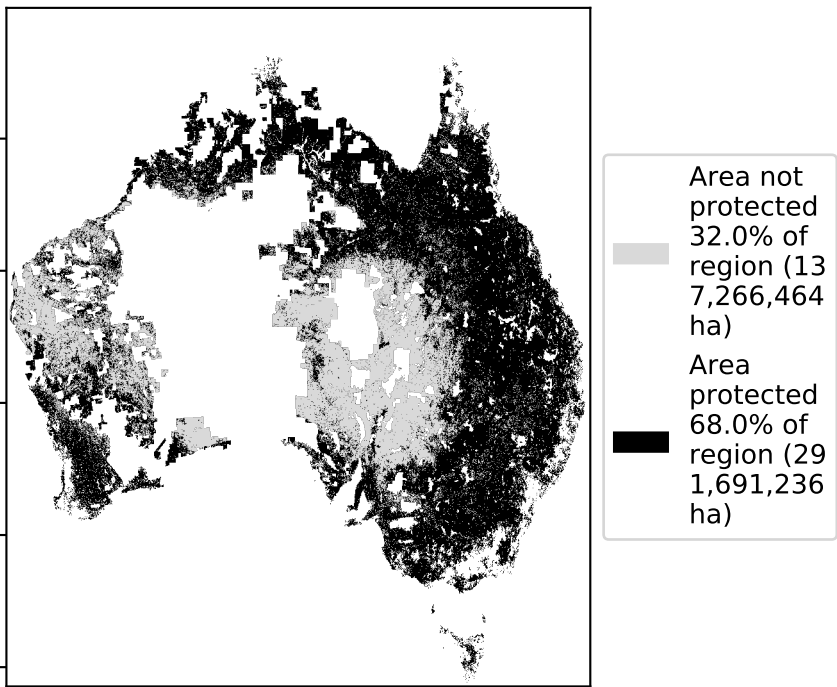 Area not
protected
32.0% of
region (13
7,266,464
ha)
Area
protected
68.0% of
region (29
1,691,236
ha)